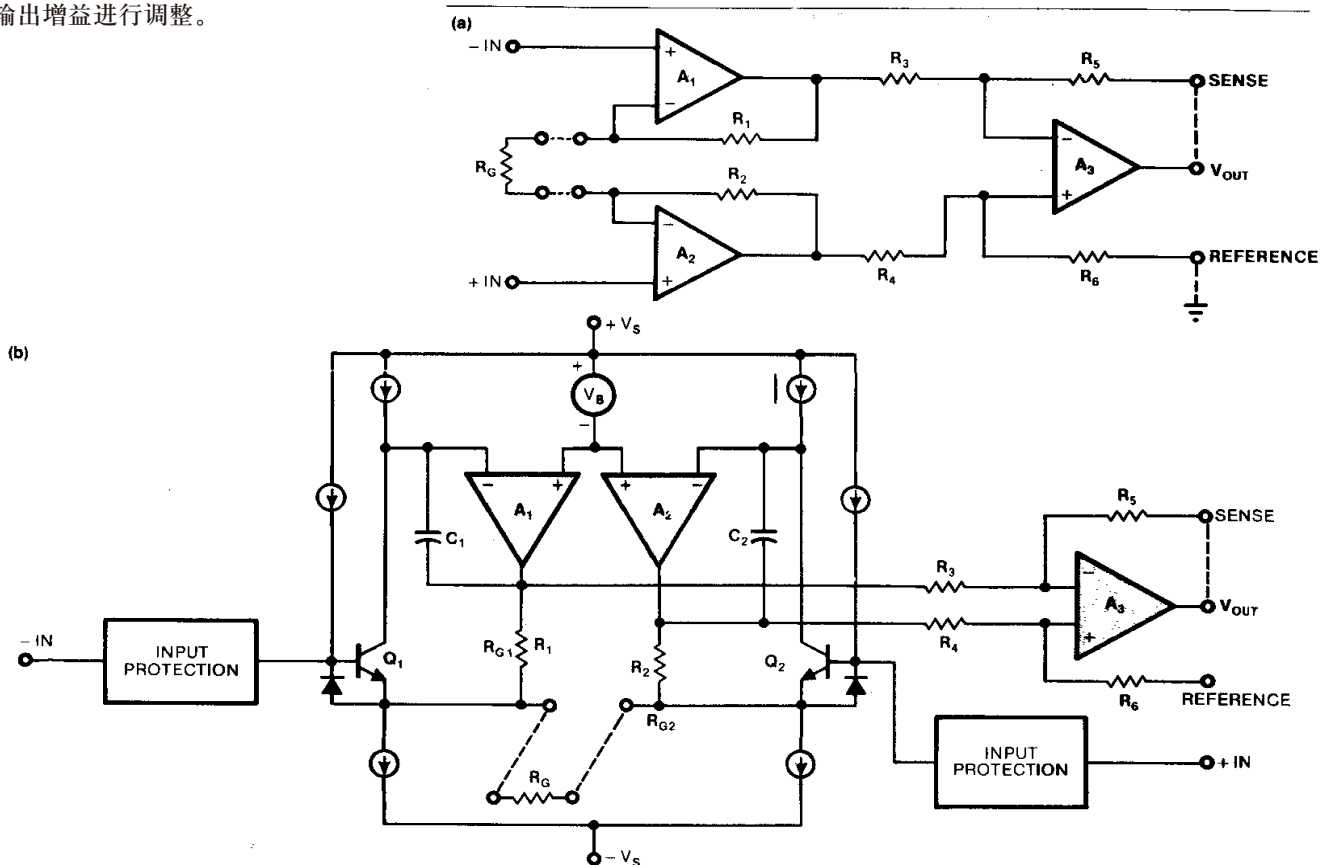 输出增益进行调整。
(a)
– IN
+
A1
–
R3
R5
SENSE
R1
RG
–
A3
+
VOUT
R2
–
A2
+
R4
R6
REFERENCE
+ IN
+ VS
(b)
+
VB
–
–
+
+
–
A1
A2
C1
C2
R5
SENSE
R3
–
A3
+
VOUT
– IN
INPUT
PROTECTION
Q1
RG1
R1
R2
Q2
R4
R6
REFERENCE
RG2
RG
INPUT
PROTECTION
+ IN
– VS